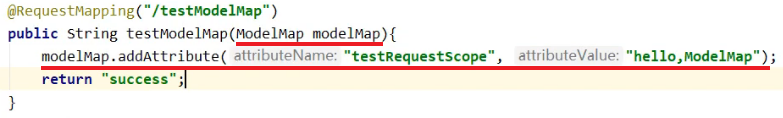 @RequestMapping("/testModelMap")
public String testModelMap(ModelMap modelMap){
modelMap.addAttribute( attributeName: "testRequestScope", attributeValue: "hello,ModelMap");
return "success";
}